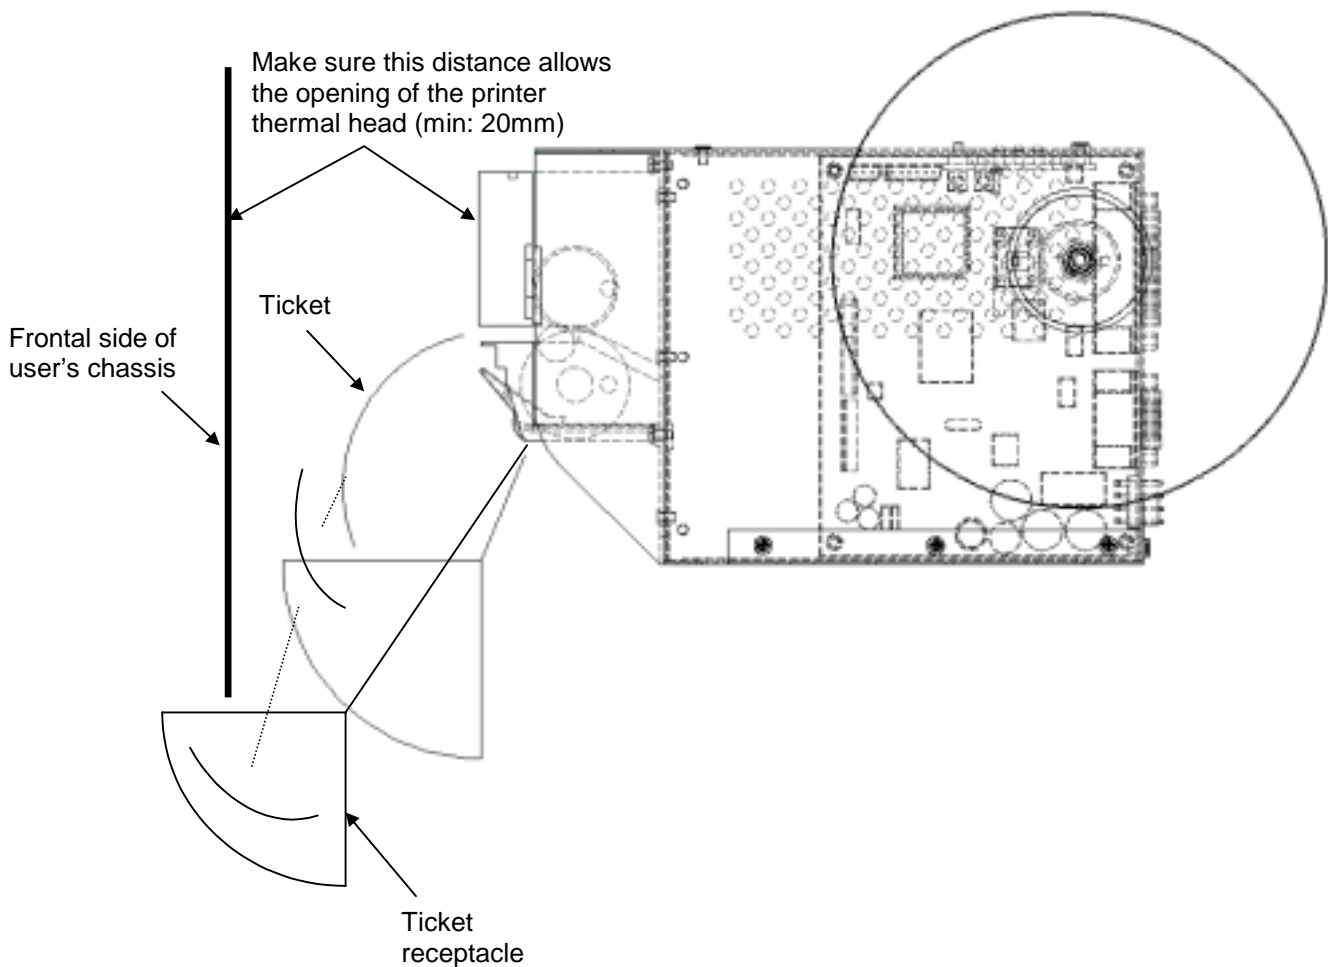 Make sure this distance allows
the opening of the printer
thermal head (min: 20mm)
Ticket
Frontal side of
user's chassis
Ticket
receptacle